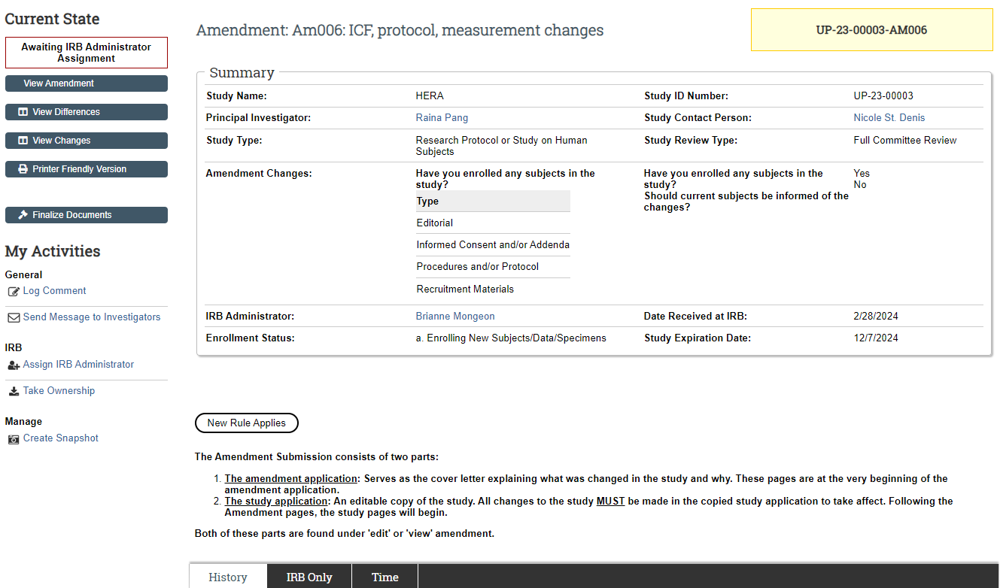 Current State
Awaiting IRB Administrator
Assignment
View Amendment
View Differences
View Changes
Printer Friendly Version
Finalize Documents
My Activities
General
Log Comment
Send Message to Investigators
IRB
Assign IRB Administrator
Take Ownership
Manage
Create Snapshot
Amendment: Am006: ICF, protocol, measurement changes
UP-23-00003-AM006
Summary
Study Name: HERA Study ID Number: UP-23-00003
Principal Investigator: Raina Pang Study Contact Person: Nicole St. Denis
Study Type: Research Protocol or Study on Human Study Review Type: Full Committee Review
Subjects
Amendment Changes: Have you enrolled any subjects in the Have you enrolled any subjects in the Yes
study? study? No
Should current subjects be informed of the
Type changes?
Editorial
Informed Consent and/or Addenda
Procedures and/or Protocol
Recruitment Materials
IRB Administrator: Brianne Mongeon Date Received at IRB: 2/28/2024
Enrollment Status: a. Enrolling New Subjects/Data/Specimens Study Expiration Date: 12/7/2024
New Rule Applies
The Amendment Submission consists of two parts:
1. The amendment application: Serves as the cover letter explaining what was changed in the study and why. These pages are at the very beginning of the
amendment application.
2. The study application: An editable copy of the study. All changes to the study MUST be made in the copied study application to take affect. Following the
Amendment pages, the study pages will begin.
Both of these parts are found under 'edit' or 'view' amendment.
History IRB Only Time